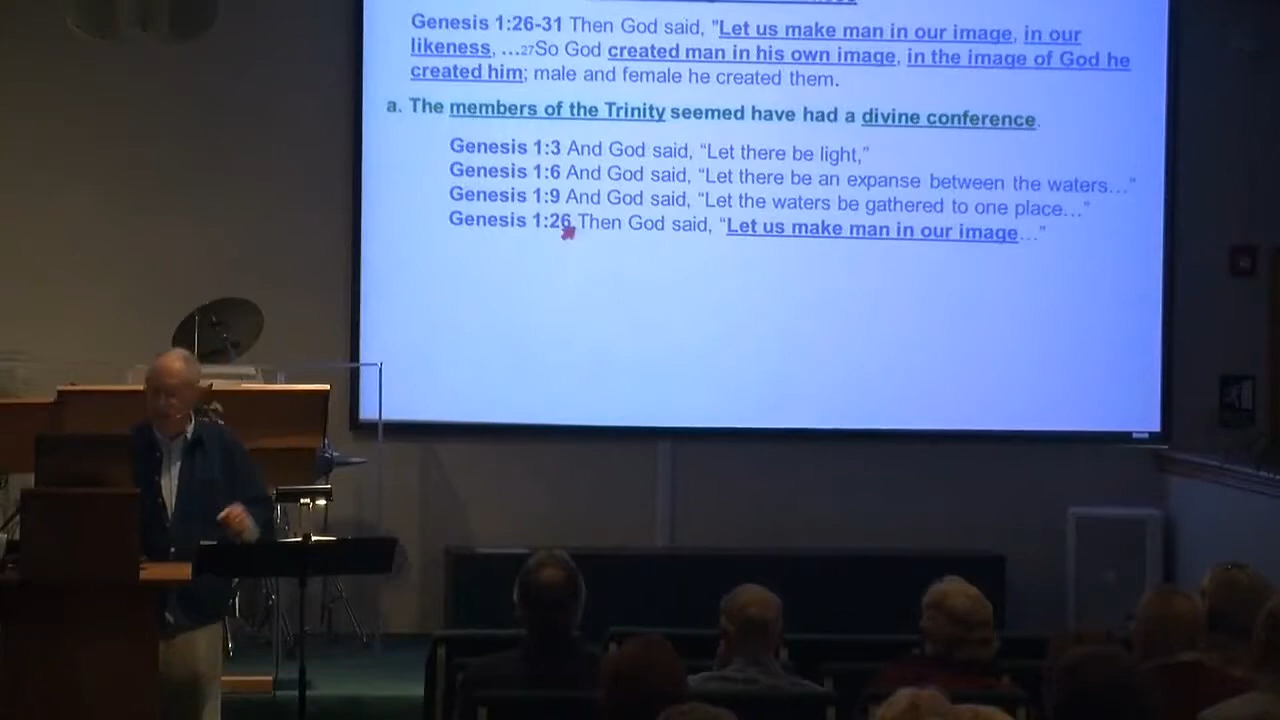 Genesis 1:26-31 Then God said, "Let us make man in our image, in our
likeness, ...27So God created man in his own image, in the image of God he
created him; male and female he created them.
a. The members of the Trinity seemed have had a divine conference.
Genesis 1:3 And God said, “Let there be light,”
Genesis 1:6 And God said, “Let there be an expanse between the waters…”
Genesis 1:9 And God said, “Let the waters be gathered to one place…”
Genesis 1:26 Then God said, “Let us make man in our image…”